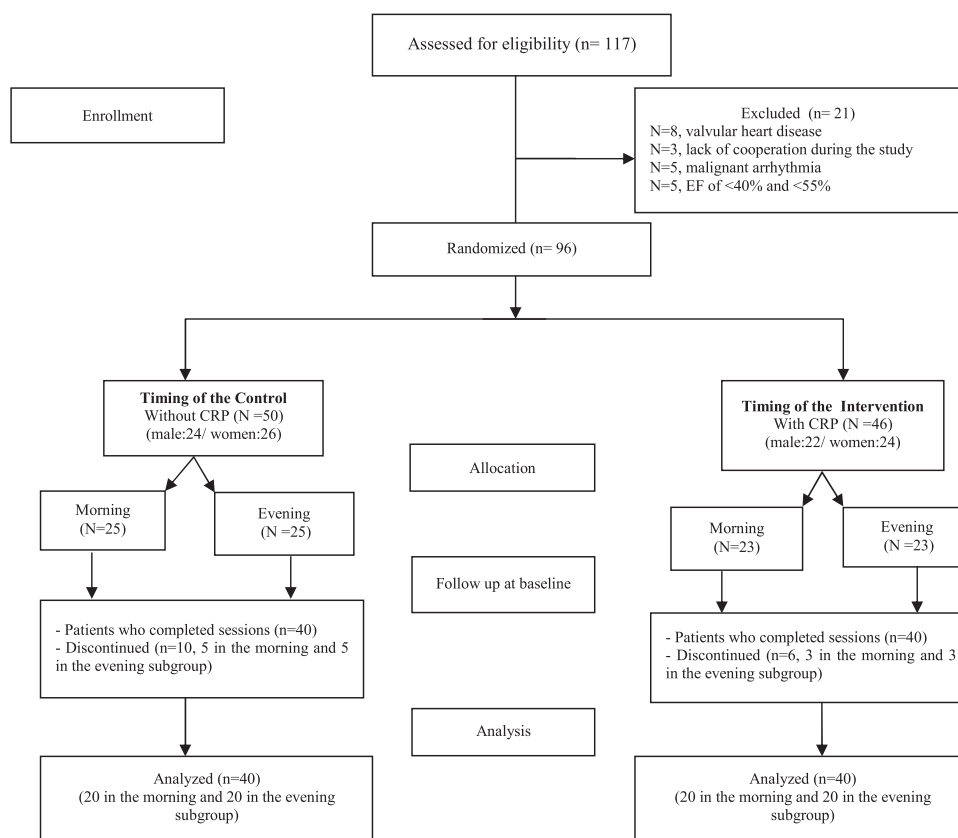 Assessed for eligibility (n= 117)
Enrollment
Excluded (n= 21)
N=8, valvular heart disease
N=3, lack of cooperation during the study
N=5, malignant arrhythmia
N=5, EF of <40% and <55%
Randomized (n= 96)
Timing of the Control
Without CRP (N =50)
(male:24/ women:26)
Timing of the Intervention
With CRP (N =46)
(male:22/ women:24)
Allocation
Morning
(N=25)
Evening
(N =25)
Morning
(N=23)
Evening
(N =23)
Follow up at baseline
- Patients who completed sessions (n=40)
- Discontinued (n=10, 5 in the morning and 5
in the evening subgroup)
- Patients who completed sessions (n=40)
- Discontinued (n=6, 3 in the morning and 3
in the evening subgroup)
Analysis
Analyzed (n=40)
(20 in the morning and 20 in the evening
subgroup)
Analyzed (n=40)
(20 in the morning and 20 in the evening
subgroup)